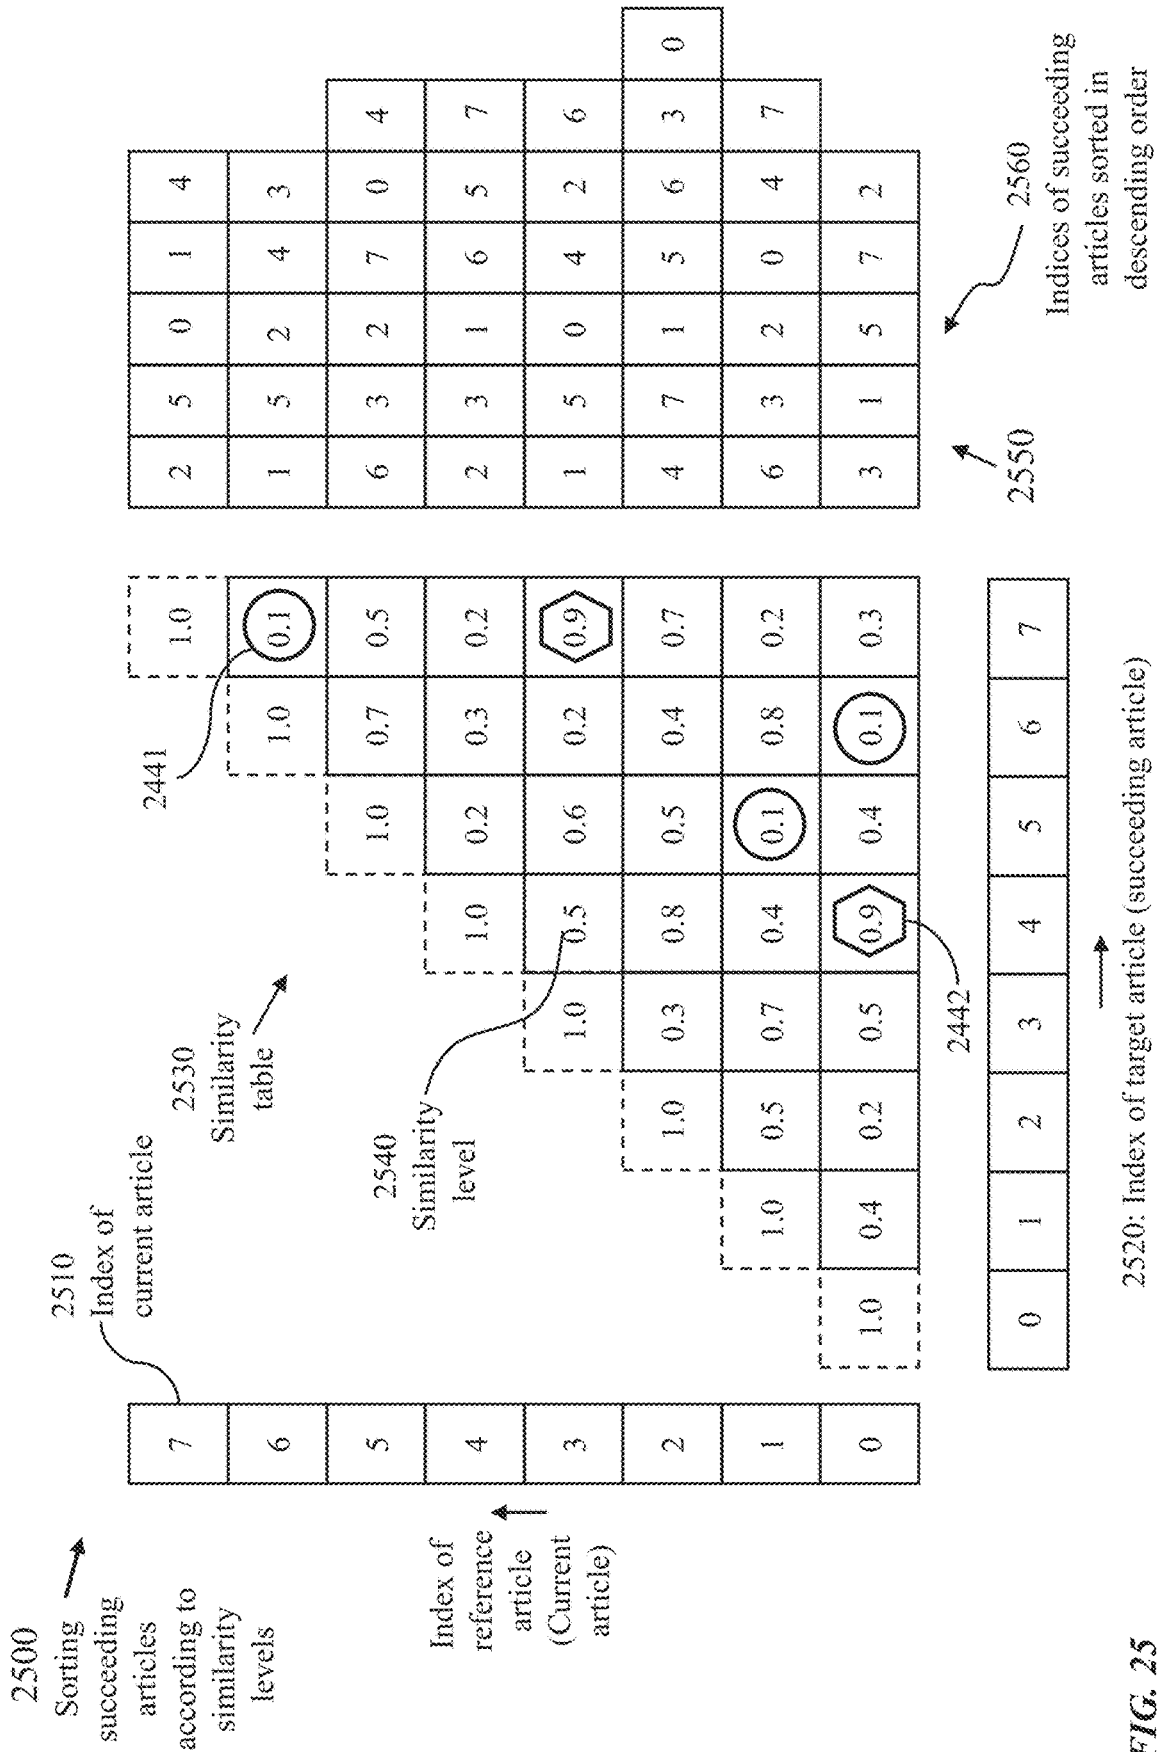 2500
Sorting
succeeding
articles
according to
similarity
levels
2510
Index of
current article
2530
Similarity
table
2441
2540
Similarity
level
Index of
reference
article
(Current
article)
7 1.0 2 5 0 1 4
6 1.0 0.1 1 5 2 4 3
5 1.0 0.7 0.5 6 3 2 7 0 4
4 1.0 0.2 0.3 0.2 2 3 1 6 5 7
3 1.0 0.5 0.6 0.2 0.9 1 5 0 4 2 6
2 1.0 0.3 0.8 0.5 0.4 0.7 4 7 1 5 6 3 0
1 1.0 0.5 0.7 0.4 0.1 0.8 0.2 6 3 2 0 4 7
0 1.0 0.4 0.2 0.5 0.9 0.4 0.1 0.3 3 1 5 7 2
2442
0 1 2 3 4 5 6 7
2520: Index of target article (succeeding article)
2550
2560
Indices of succeeding
articles sorted in
descending order
FIG. 25